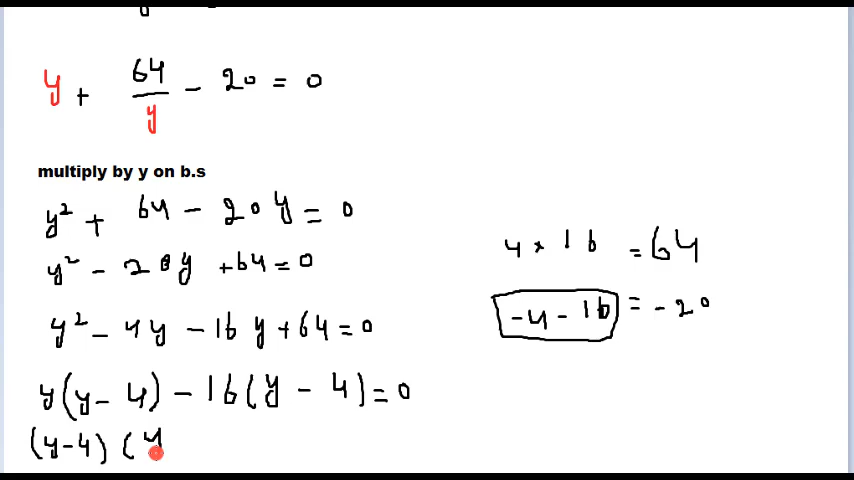 y + 64/y - 20 = 0
multiply by y on b.s
y² + 64 - 20y = 0
y² - 20y + 64 = 0
y² - 4y - 16y + 64 = 0
y(y - 4) - 16(y - 4) = 0
(y - 4) (y
4 × 16 = 64
-4 - 16 = -20